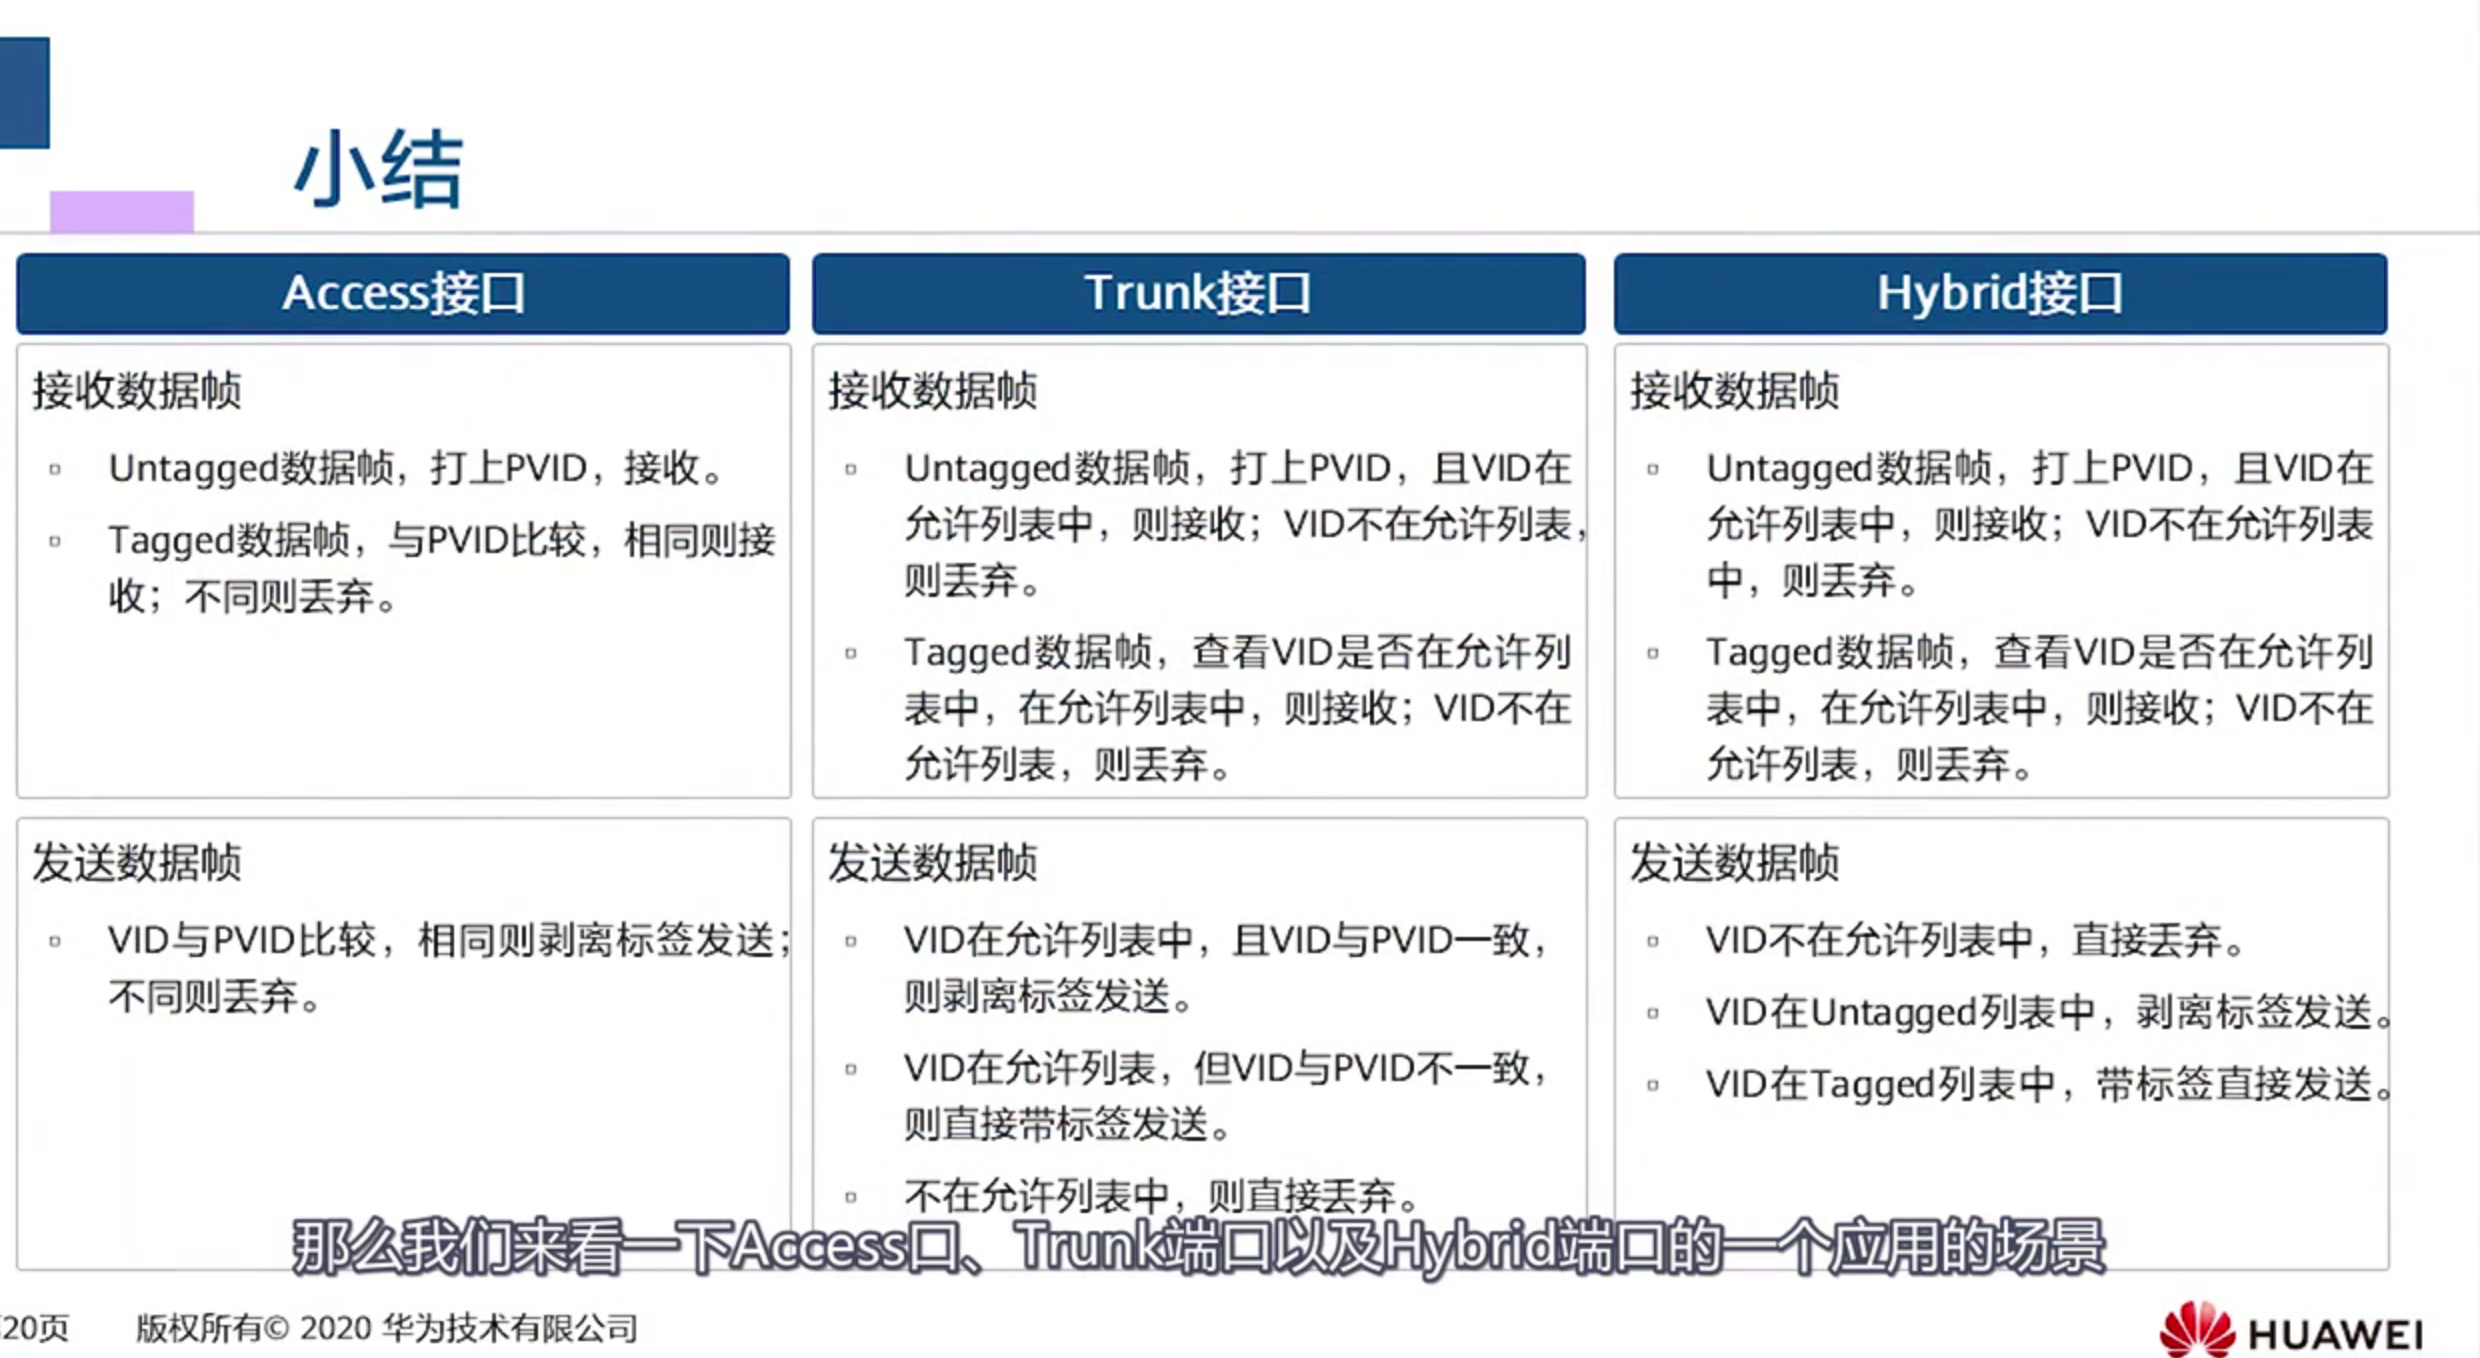 小结
Access接口
接收数据帧
▫ Untagged数据帧，打上PVID，接收。
▫ Tagged数据帧，与PVID比较，相同则接
收；不同则丢弃。
发送数据帧
▫ VID与PVID比较，相同则剥离标签发送；
不同则丢弃。
Trunk接口
接收数据帧
▫ Untagged数据帧，打上PVID，且VID在
允许列表中，则接收；VID不在允许列表，
则丢弃。
▫ Tagged数据帧，查看VID是否在允许列
表中，在允许列表中，则接收；VID不在
允许列表，则丢弃。
发送数据帧
▫ VID在允许列表中，且VID与PVID一致，
则剥离标签发送。
▫ VID在允许列表，但VID与PVID不一致，
则直接带标签发送。
▫ 不在允许列表中，则直接丢弃。
Hybrid接口
接收数据帧
▫ Untagged数据帧，打上PVID，且VID在
允许列表中，则接收；VID不在允许列表
中，则丢弃。
▫ Tagged数据帧，查看VID是否在允许列
表中，在允许列表中，则接收；VID不在
允许列表，则丢弃。
发送数据帧
▫ VID不在允许列表中，直接丢弃。
▫ VID在Untagged列表中，剥离标签发送。
▫ VID在Tagged列表中，带标签直接发送。
那么我们来看一下Access口、Trunk端口以及Hybrid端口的一个应用的场景
20页 版权所有© 2020 华为技术有限公司
HUAWEI